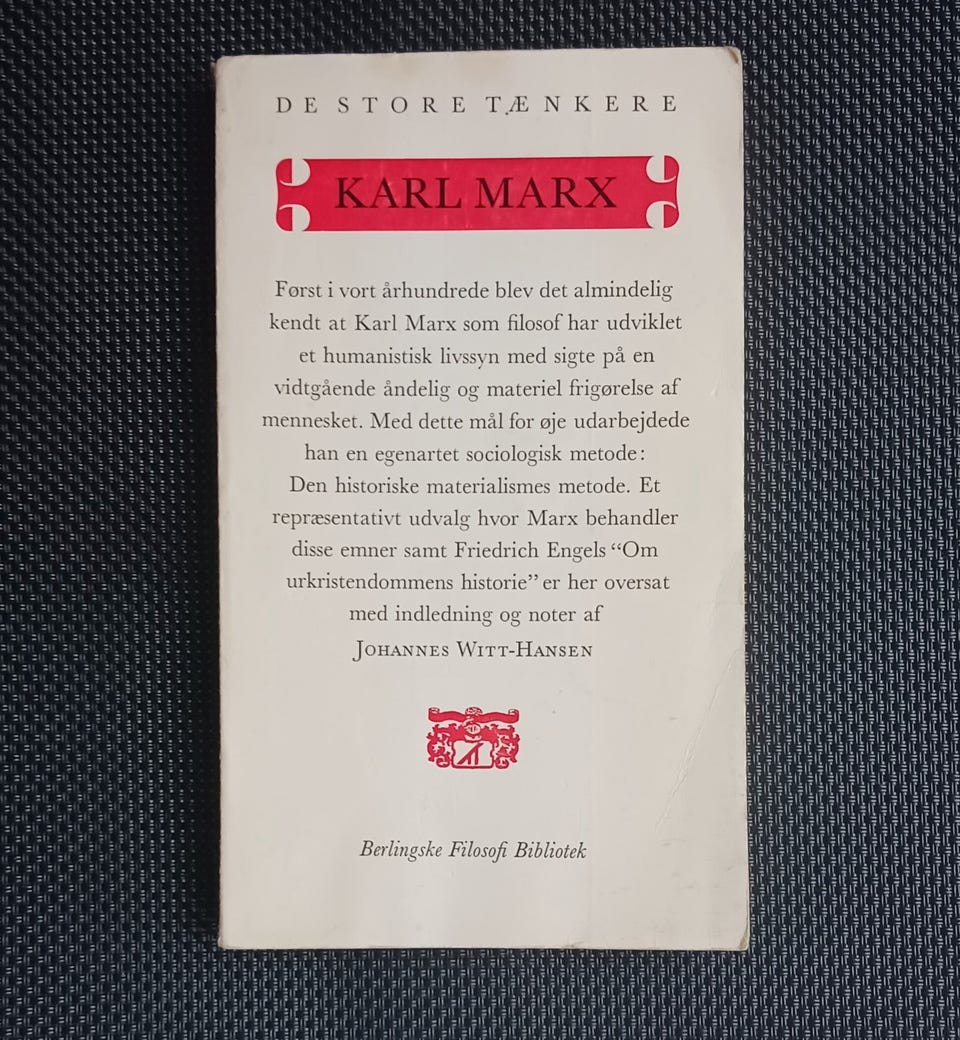 DE STORE TÆNKERE
KARL MARX
Først i vort århundrede blev det almindelig
kendt at Karl Marx som filosof har udviklet
et humanistisk livssyn med sigte på en
vidtgående åndelig og materiel frigørelse af
mennesket. Med dette mål for øje udarbejdede
han en egenartet sociologisk metode:
Den historiske materialismes metode. Et
repræsentativt udvalg hvor Marx behandler
disse emner samt Friedrich Engels “Om
urkristendommens historie” er her oversat
med indledning og noter af
JOHANNES WITT-HANSEN
Berlingske Filosofi Bibliotek